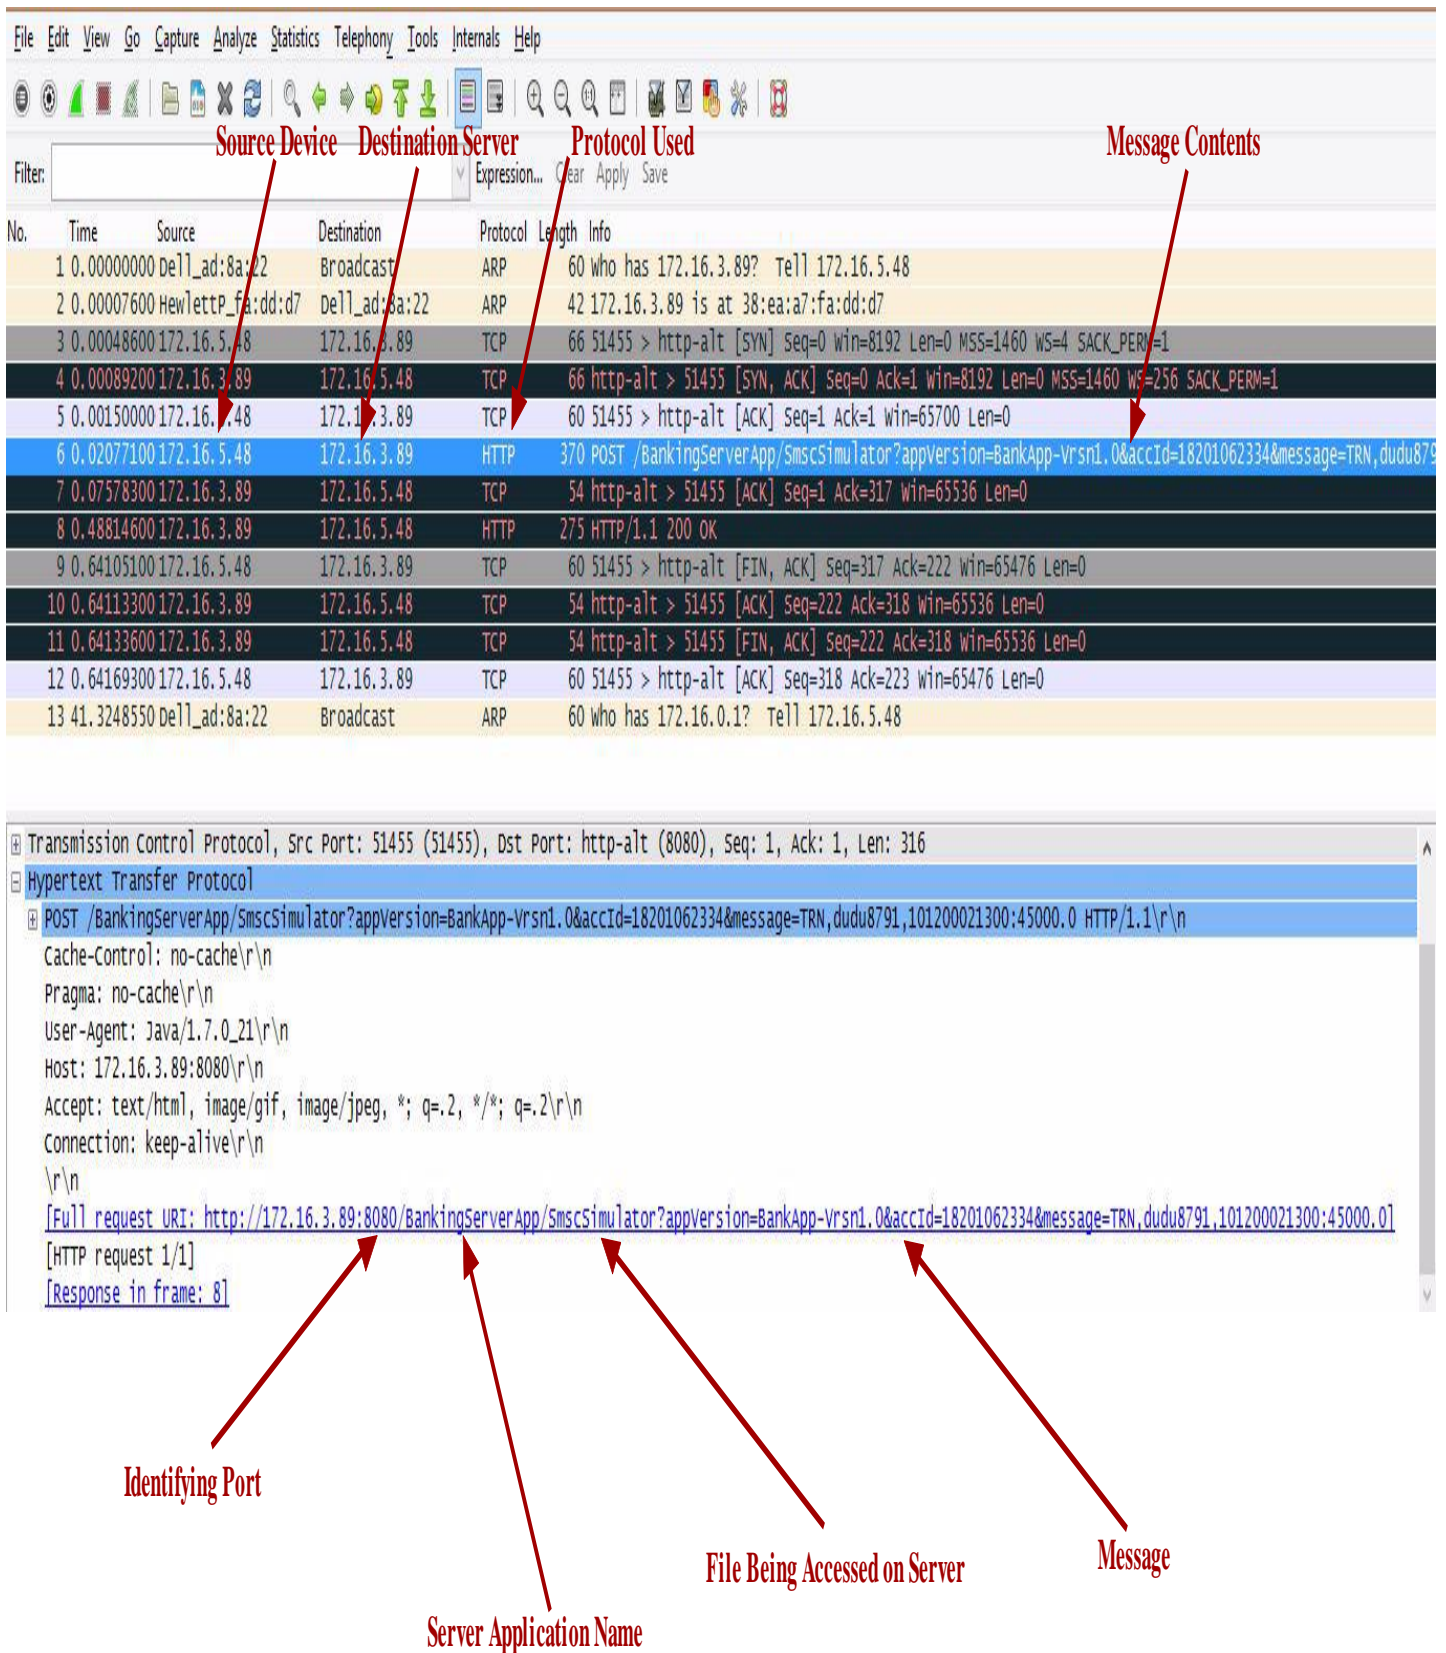 File Edit View Go Capture Analyze Statistics Telephony Tools Internals Help
Source Device Destination Server Protocol Used Message Contents
Filter: Expression... Clear Apply Save
No. Time Source Destination Protocol Length Info
1 0.00000000 Dell_ad:8a:22 Broadcast ARP 60 Who has 172.16.3.89? Tell 172.16.5.48
2 0.00007600 HewlettP_fa:dd:d7 Dell_ad:8a:22 ARP 42 172.16.3.89 is at 38:ea:a7:fa:dd:d7
3 0.00048600 172.16.5.48 172.16.3.89 TCP 66 51455 > http-alt [SYN] Seq=0 Win=8192 Len=0 MSS=1460 WS=4 SACK_PERM=1
4 0.00089200 172.16.3.89 172.16.5.48 TCP 66 http-alt > 51455 [SYN, ACK] Seq=0 Ack=1 Win=8192 Len=0 MSS=1460 WS=256 SACK_PERM=1
5 0.00150000 172.16.5.48 172.16.3.89 TCP 60 51455 > http-alt [ACK] Seq=1 Ack=1 Win=65700 Len=0
6 0.02077100 172.16.5.48 172.16.3.89 HTTP 370 POST /BankingServerApp/SmscSimulator?appVersion=BankApp-Vrsn1.0&accId=18201062334&message=TRN,dudu879
7 0.07578300 172.16.3.89 172.16.5.48 TCP 54 http-alt > 51455 [ACK] Seq=1 Ack=317 Win=65536 Len=0
8 0.48814600 172.16.3.89 172.16.5.48 HTTP 275 HTTP/1.1 200 OK
9 0.64105100 172.16.5.48 172.16.3.89 TCP 60 51455 > http-alt [FIN, ACK] Seq=317 Ack=222 Win=65476 Len=0
10 0.64113300 172.16.3.89 172.16.5.48 TCP 54 http-alt > 51455 [ACK] Seq=222 Ack=318 Win=65536 Len=0
11 0.64133600 172.16.3.89 172.16.5.48 TCP 54 http-alt > 51455 [FIN, ACK] Seq=222 Ack=318 Win=65536 Len=0
12 0.64169300 172.16.5.48 172.16.3.89 TCP 60 51455 > http-alt [ACK] Seq=318 Ack=223 Win=65476 Len=0
13 41.3248550 Dell_ad:8a:22 Broadcast ARP 60 Who has 172.16.0.1? Tell 172.16.5.48
Transmission Control Protocol, Src Port: 51455 (51455), Dst Port: http-alt (8080), Seq: 1, Ack: 1, Len: 316
Hypertext Transfer Protocol
POST /BankingServerApp/SmscSimulator?appVersion=BankApp-Vrsn1.0&accId=18201062334&message=TRN,dudu8791,101200021300:45000.0 HTTP/1.1\r\n
Cache-Control: no-cache\r\n
Pragma: no-cache\r\n
User-Agent: Java/1.7.0_21\r\n
Host: 172.16.3.89:8080\r\n
Accept: text/html, image/gif, image/jpeg, *; q=.2, */*; q=.2\r\n
Connection: keep-alive\r\n
\r\n
[Full request URI: http://172.16.3.89:8080/BankingServerApp/SmscSimulator?appVersion=BankApp-Vrsn1.0&accId=18201062334&message=TRN,dudu8791,101200021300:45000.0]
[HTTP request 1/1]
[Response in frame: 8]
Identifying Port
Message
File Being Accessed on Server
Server Application Name